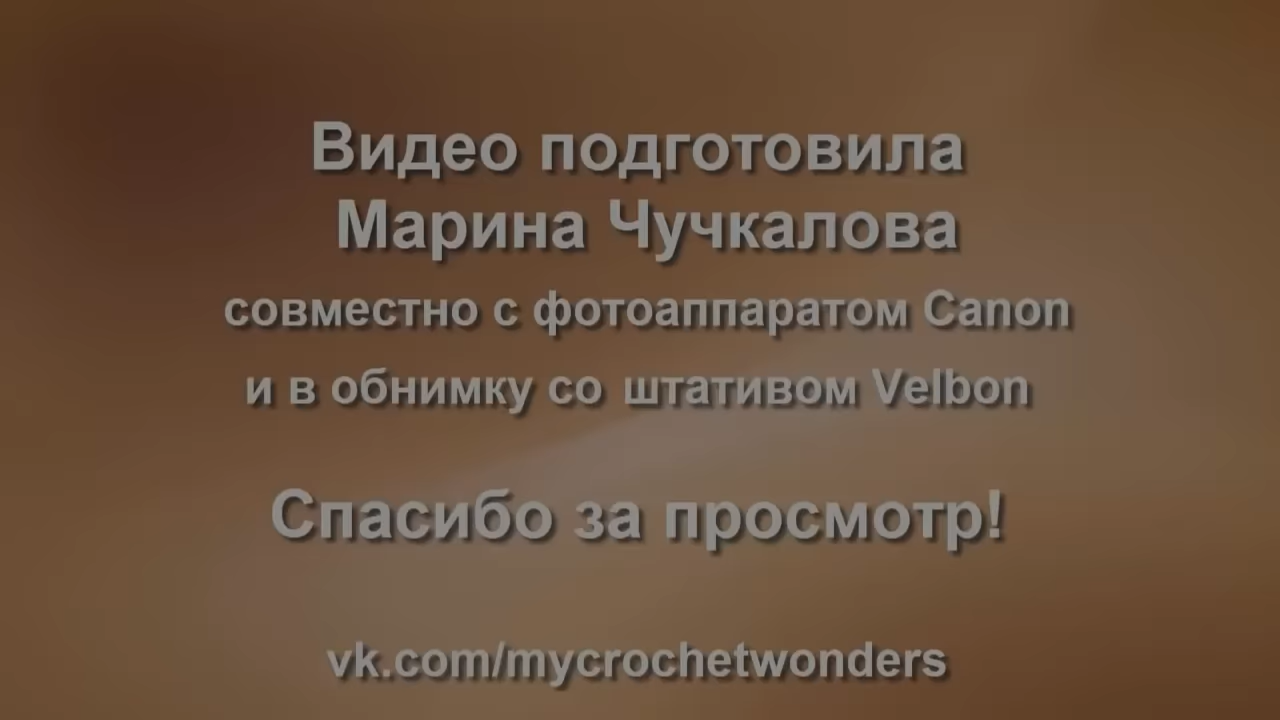 Видео подготовила
Марина Чучкалова
совместно с фотоаппаратом Canon
и в обнимку со штативом Velbon
Спасибо за просмотр!
vk.com/mycrochetwonders